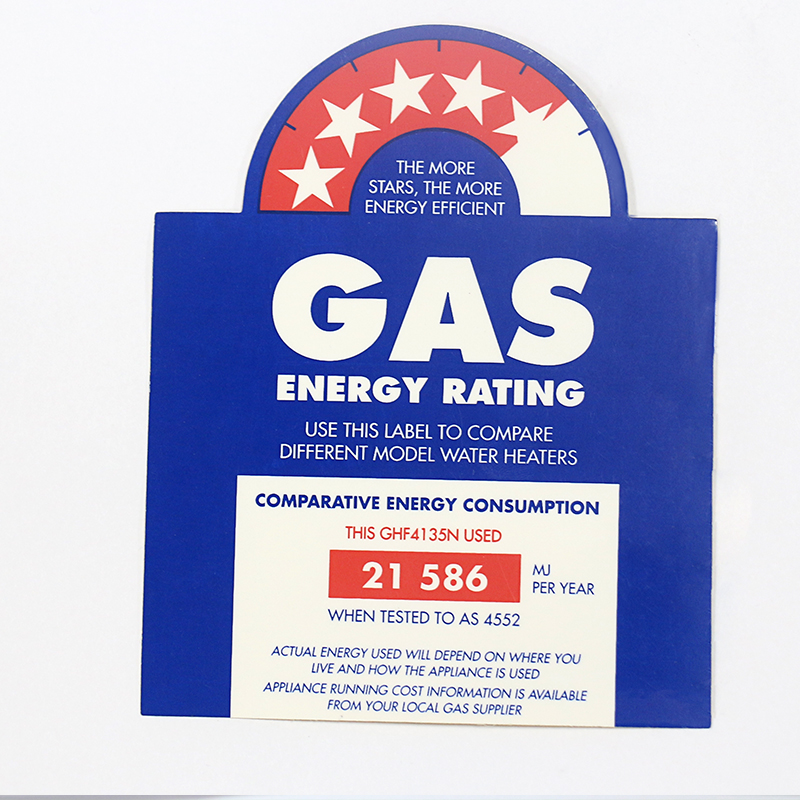 THE MORE
STARS, THE MORE
ENERGY EFFICIENT
GAS
ENERGY RATING
USE THIS LABEL TO COMPARE
DIFFERENT MODEL WATER HEATERS
COMPARATIVE ENERGY CONSUMPTION
THIS GHF4135N USED
21 586
MJ
PER YEAR
WHEN TESTED TO AS 4552
ACTUAL ENERGY USED WILL DEPEND ON WHERE YOU
LIVE AND HOW THE APPLIANCE IS USED
APPLIANCE RUNNING COST INFORMATION IS AVAILABLE
FROM YOUR LOCAL GAS SUPPLIER